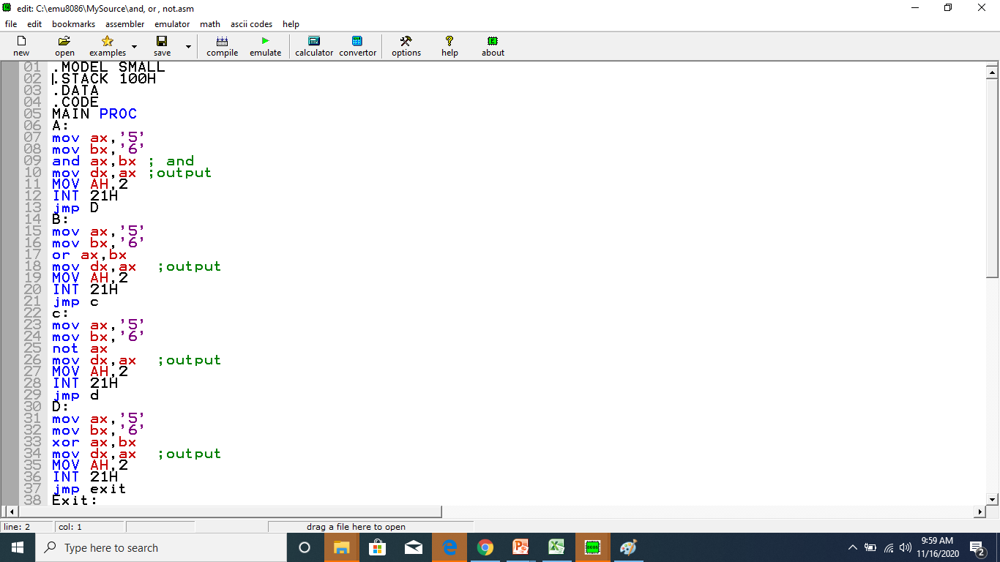 edit: C:\emu8086\MySource\and, or , not.asm
file edit bookmarks assembler emulator math ascii codes help
new open examples save compile emulate calculator convertor options help about
01 .MODEL SMALL
02 .STACK 100H
03 .DATA
04 .CODE
05 MAIN PROC
06 A:
07 mov ax,'5'
08 mov bx,'6'
09 and ax,bx ; and
10 mov dx,ax ;output
11 MOV AH,2
12 INT 21H
13 jmp D
14 B:
15 mov ax,'5'
16 mov bx,'6'
17 or ax,bx
18 mov dx,ax ;output
19 MOV AH,2
20 INT 21H
21 jmp c
22 c:
23 mov ax,'5'
24 mov bx,'6'
25 not ax
26 mov dx,ax ;output
27 MOV AH,2
28 INT 21H
29 jmp d
30 D:
31 mov ax,'5'
32 mov bx,'6'
33 xor ax,bx
34 mov dx,ax ;output
35 MOV AH,2
36 INT 21H
37 jmp exit
38 Exit:
line: 2 col: 1 drag a file here to open
Type here to search
9:59 AM
11/16/2020
2